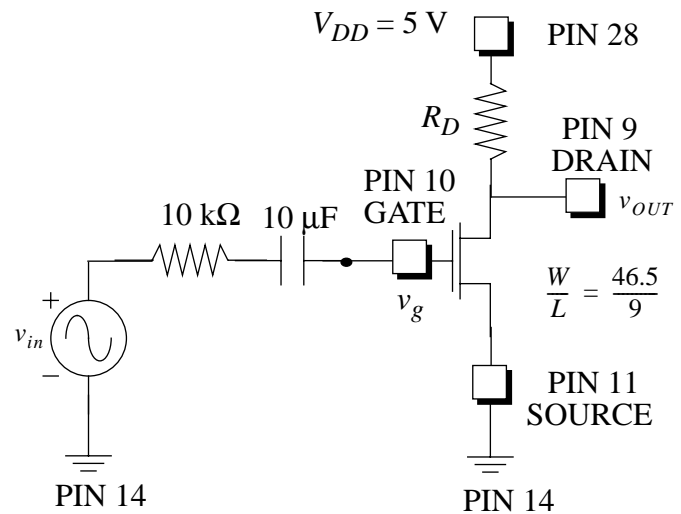 V_DD = 5 V
PIN 28
R_D
PIN 9
DRAIN
v_OUT
PIN 10
GATE
10 kΩ
10 μF
v_g
W/L = 46.5/9
+
v_in
−
PIN 11
SOURCE
PIN 14
PIN 14